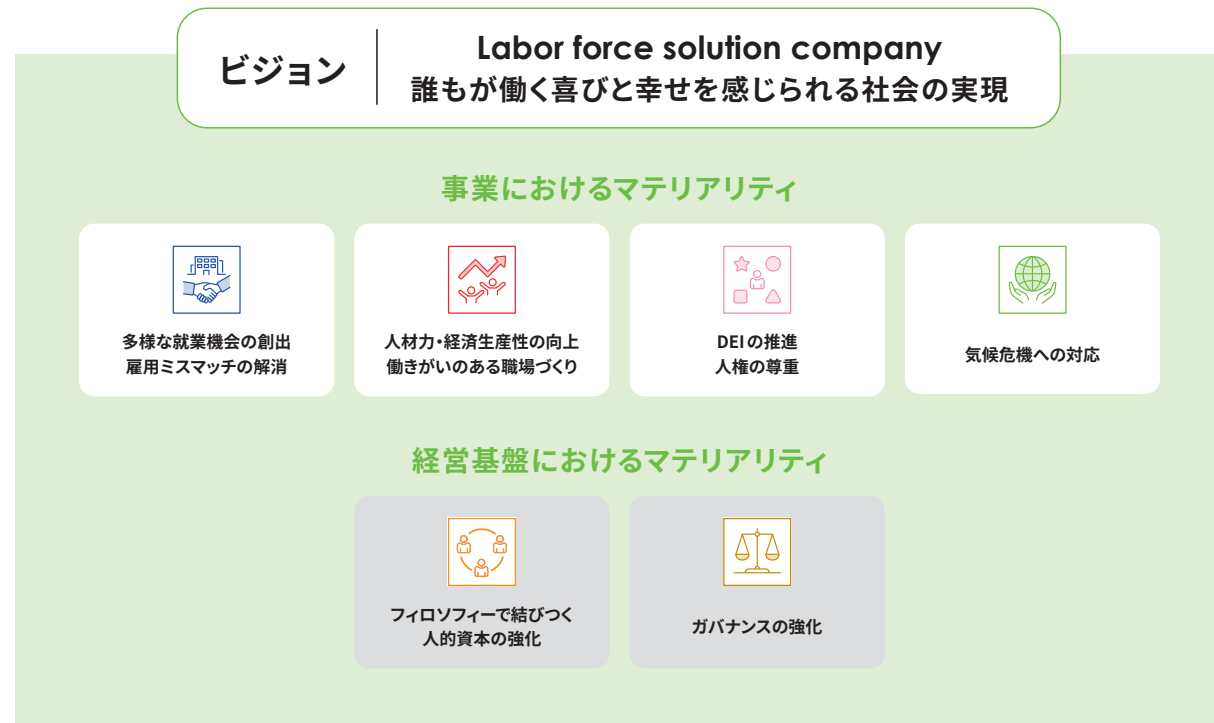 ビジョン
Labor force solution company
誰もが働く喜びと幸せを感じられる社会の実現
事業におけるマテリアリティ
多様な就業機会の創出
雇用ミスマッチの解消
人材力・経済生産性の向上
働きがいのある職場づくり
DEIの推進
人権の尊重
気候危機への対応
経営基盤におけるマテリアリティ
フィロソフィーで結びつく
人的資本の強化
ガバナンスの強化